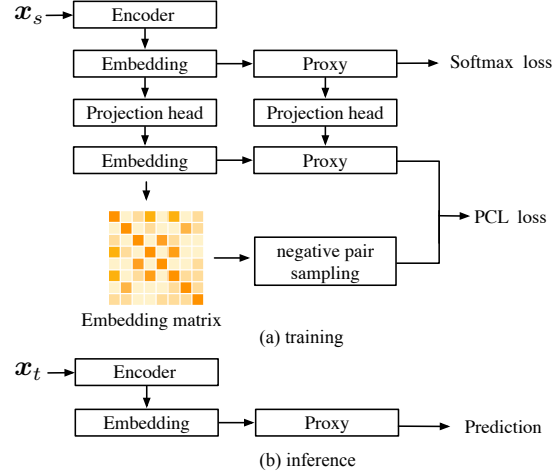 x_s
Encoder
Embedding
Proxy
Softmax loss
Projection head
Projection head
Embedding
Proxy
PCL loss
negative pair
sampling
Embedding matrix
(a) training
x_t
Encoder
Embedding
Proxy
Prediction
(b) inference